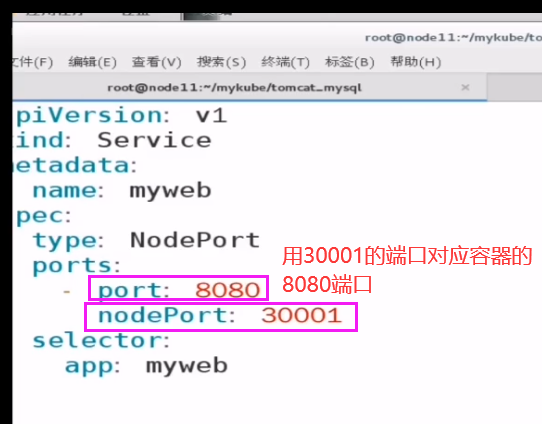 root@node11:~/mykube/to
文件(F) 编辑(E) 查看(V) 搜索(S) 终端(T) 标签(B) 帮助(H)
root@node11:~/mykube/tomcat_mysql ×
piVersion: v1
ind: Service
etadata:
name: myweb
pec:
type: NodePort
ports:
- port: 8080
nodePort: 30001
selector:
app: myweb
用30001的端口对应容器的
8080端口